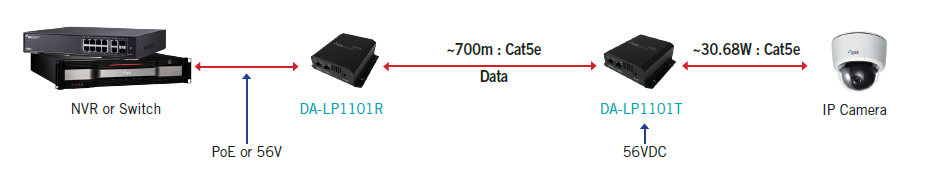 ~700m : Cat5e
~30.68W : Cat5e
Data
NVR or Switch
DA-LP1101R
DA-LP1101T
IP Camera
PoE or 56V
56VDC